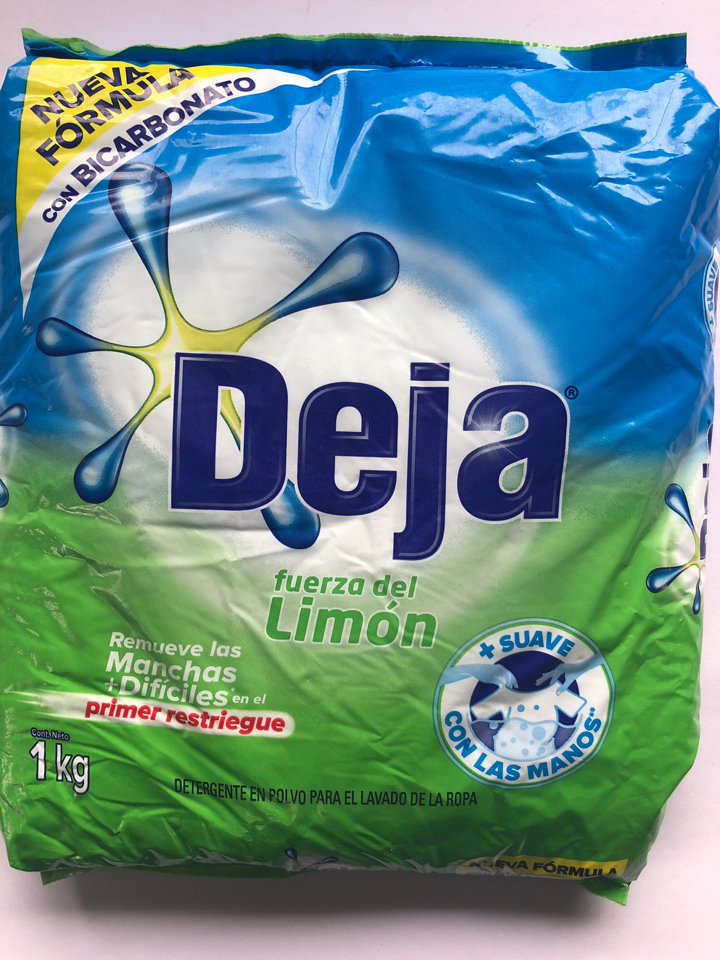 NUEVA
FÓRMULA
CON BICARBONATO
Deja®
fuerza del
Limón
Remueve las
Manchas
+Difíciles* en el
primer restriegue
+ SUAVE
CON LAS MANOS**
Cont. Neto
1 kg
DETERGENTE EN POLVO PARA EL LAVADO DE LA ROPA
NUEVA FÓRMULA
+ SUAVE